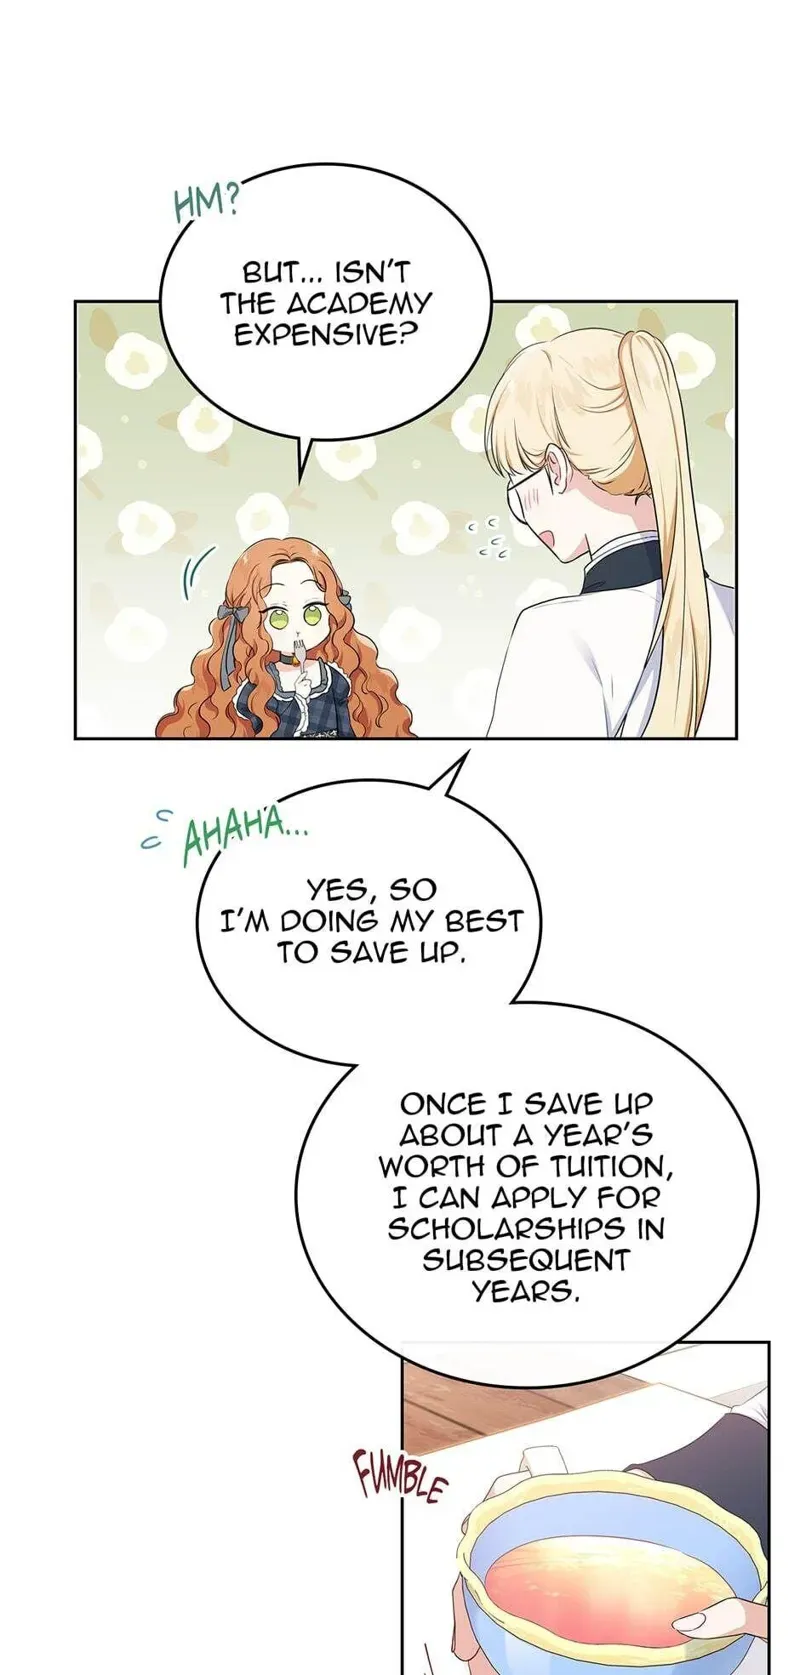 HM?
BUT... ISN'T
THE ACADEMY
EXPENSIVE?
AHAHA...
YES, SO
I'M DOING MY BEST
TO SAVE UP.
ONCE I SAVE UP
ABOUT A YEAR'S
WORTH OF TUITION,
I CAN APPLY FOR
SCHOLARSHIPS IN
SUBSEQUENT
YEARS.
FUMBLE